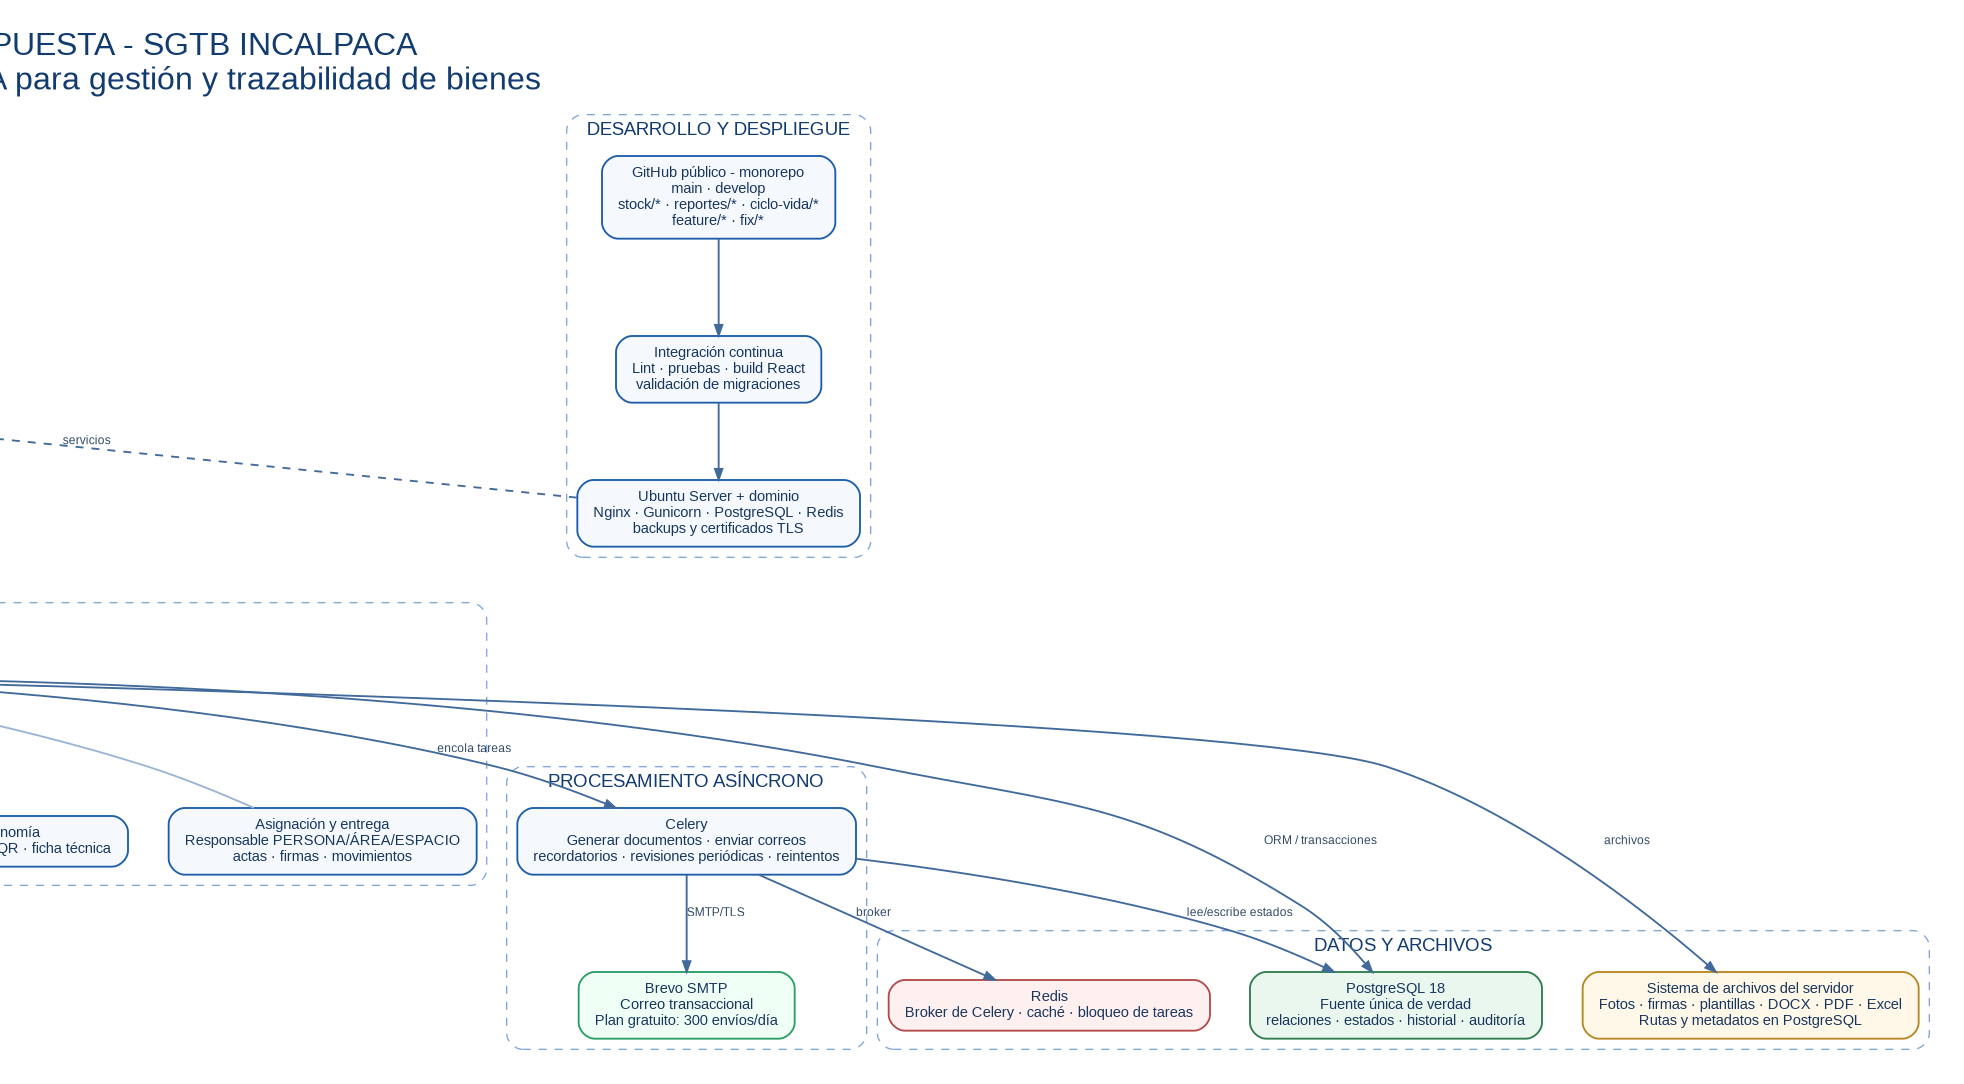 PUESTA - SGTB INCALPACA
para gestión y trazabilidad de bienes
DESARROLLO Y DESPLIEGUE
GitHub público - monorepo
main · develop
stock/* · reportes/* · ciclo-vida/*
feature/* · fix/*
Integración continua
Lint · pruebas · build React
validación de migraciones
servicios
Ubuntu Server + dominio
Nginx · Gunicorn · PostgreSQL · Redis
backups y certificados TLS
encola tareas
PROCESAMIENTO ASÍNCRONO
nomía
QR · ficha técnica
Asignación y entrega
Responsable PERSONA/ÁREA/ESPACIO
actas · firmas · movimientos
Celery
Generar documentos · enviar correos
recordatorios · revisiones periódicas · reintentos
ORM / transacciones
archivos
SMTP/TLS
broker
lee/escribe estados
DATOS Y ARCHIVOS
Brevo SMTP
Correo transaccional
Plan gratuito: 300 envíos/día
Redis
Broker de Celery · caché · bloqueo de tareas
PostgreSQL 18
Fuente única de verdad
relaciones · estados · historial · auditoría
Sistema de archivos del servidor
Fotos · firmas · plantillas · DOCX · PDF · Excel
Rutas y metadatos en PostgreSQL